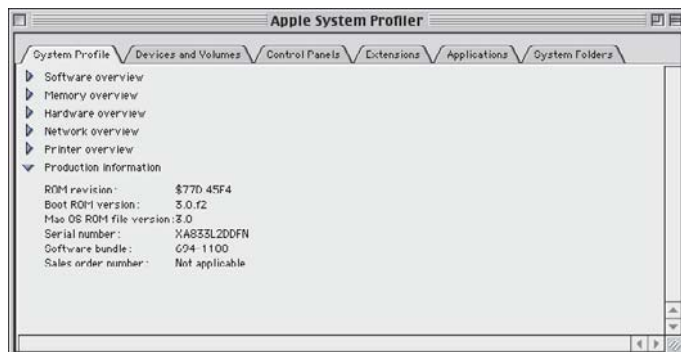 Apple System Profiler
System Profile Devices and Volumes Control Panels Extensions Applications System Folders
Software overview
Memory overview
Hardware overview
Network overview
Printer overview
Production information
ROM revision: $77D.45F4
Boot ROM version: 3.0.f2
Mac OS ROM file version: 3.0
Serial number: XA833L2DDFN
Software bundle: 694-1100
Sales order number: Not applicable